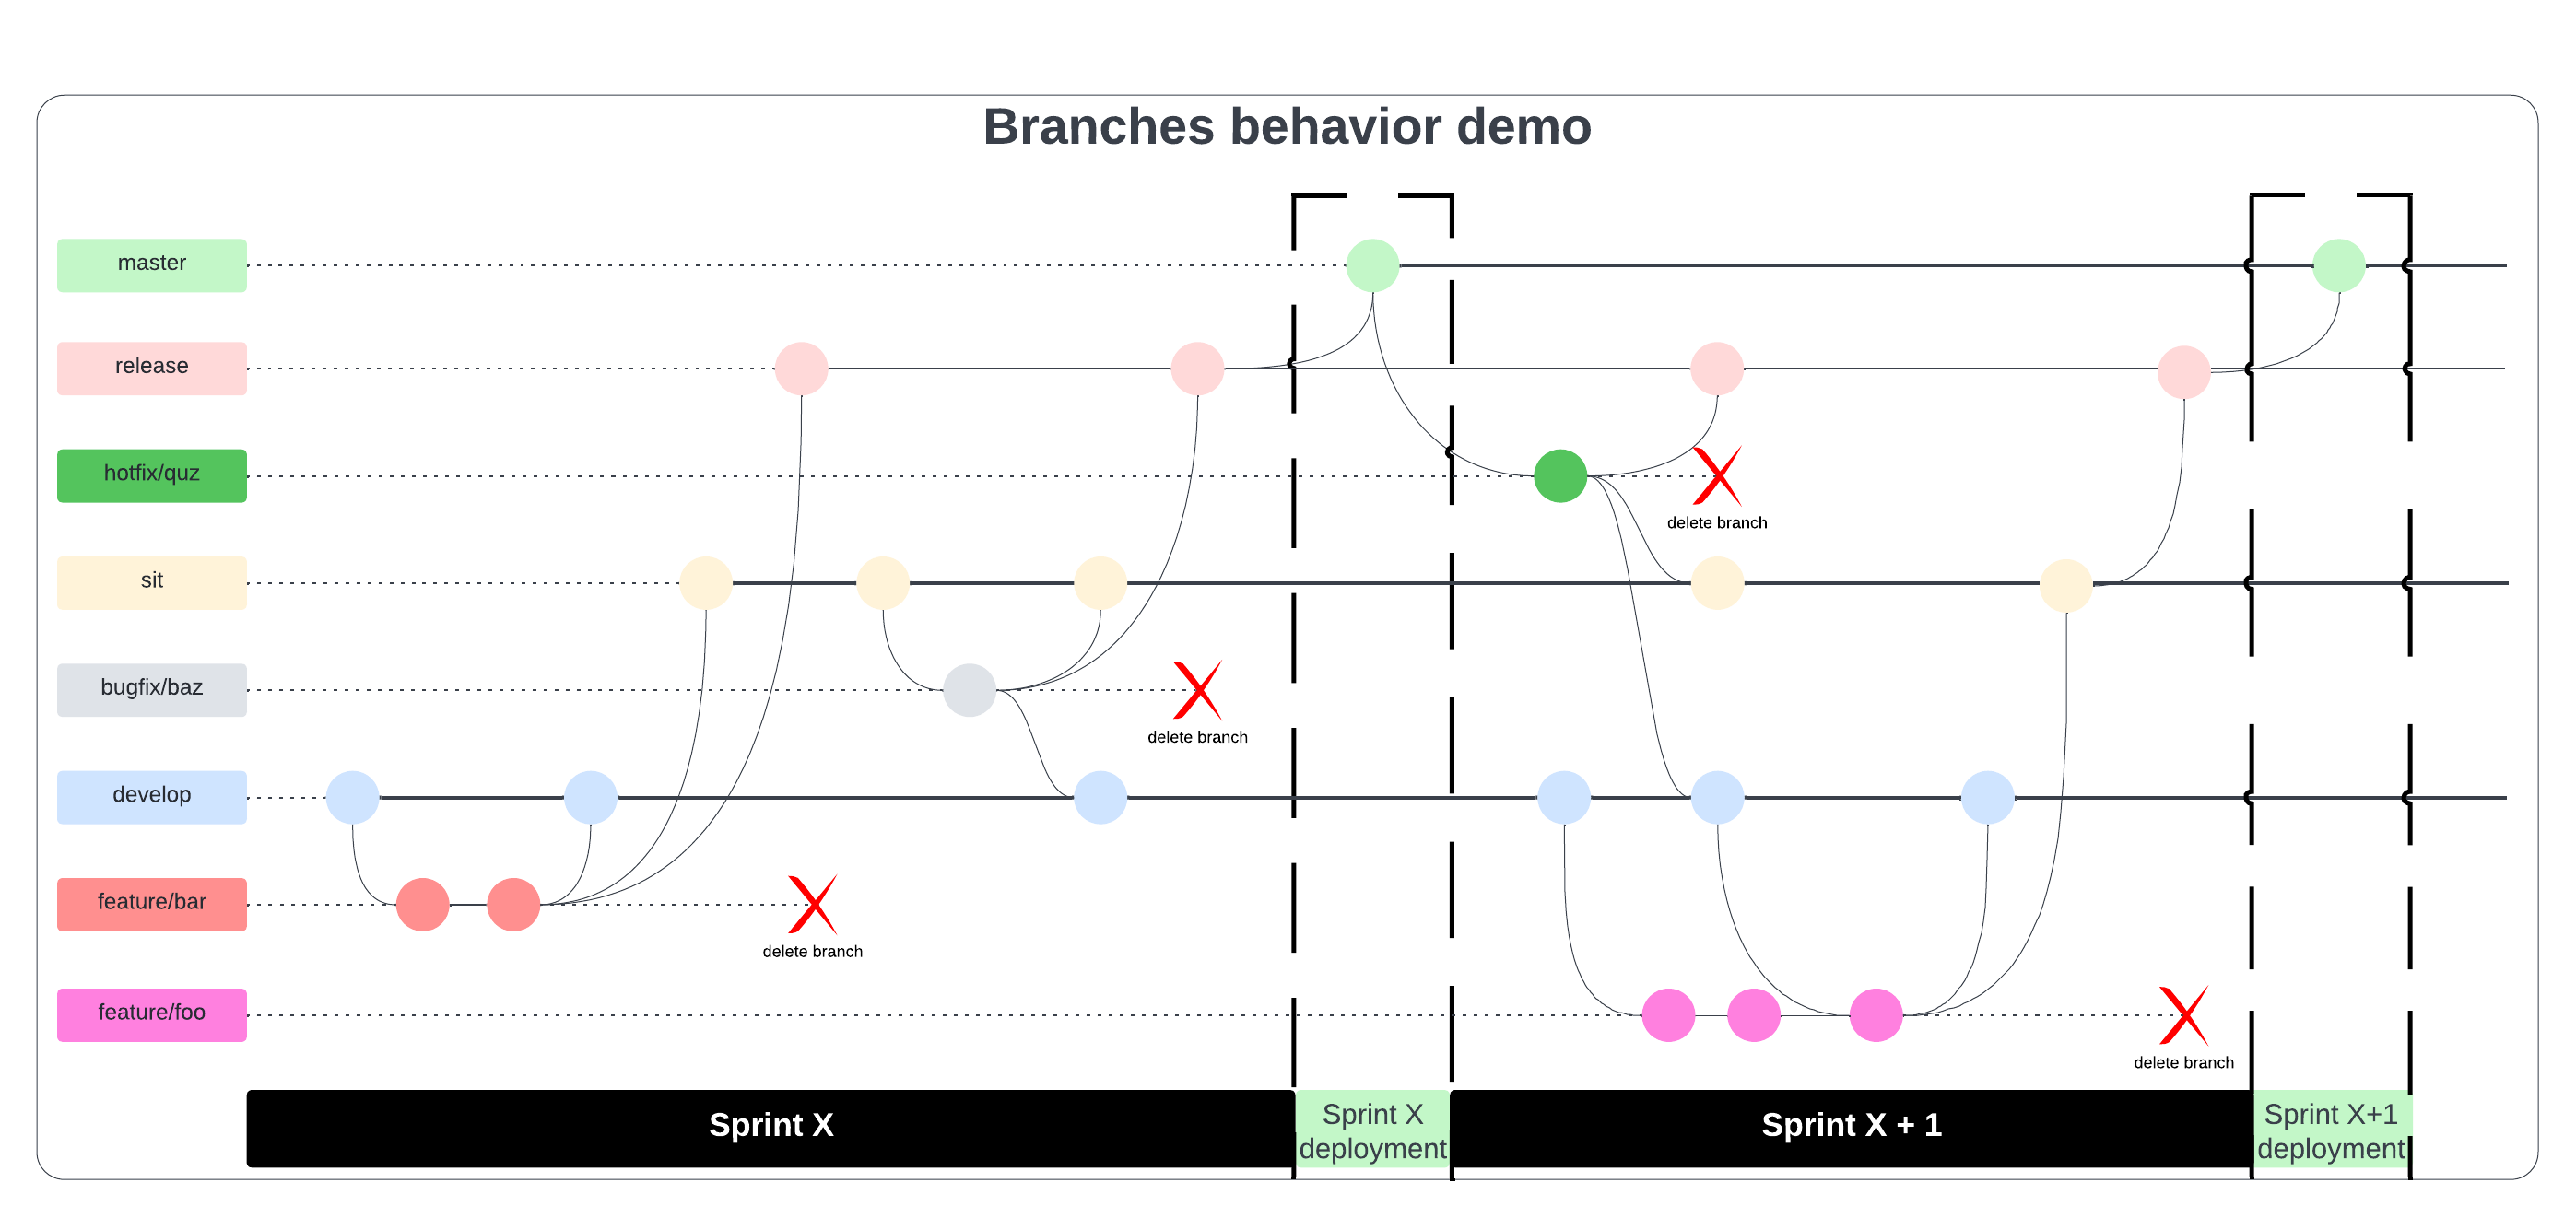 Branches behavior demo
master
release
hotfix/quz
delete branch
sit
bugfix/baz
delete branch
develop
feature/bar
delete branch
feature/foo
delete branch
Sprint X
Sprint X
deployment
Sprint X + 1
Sprint X+1
deployment